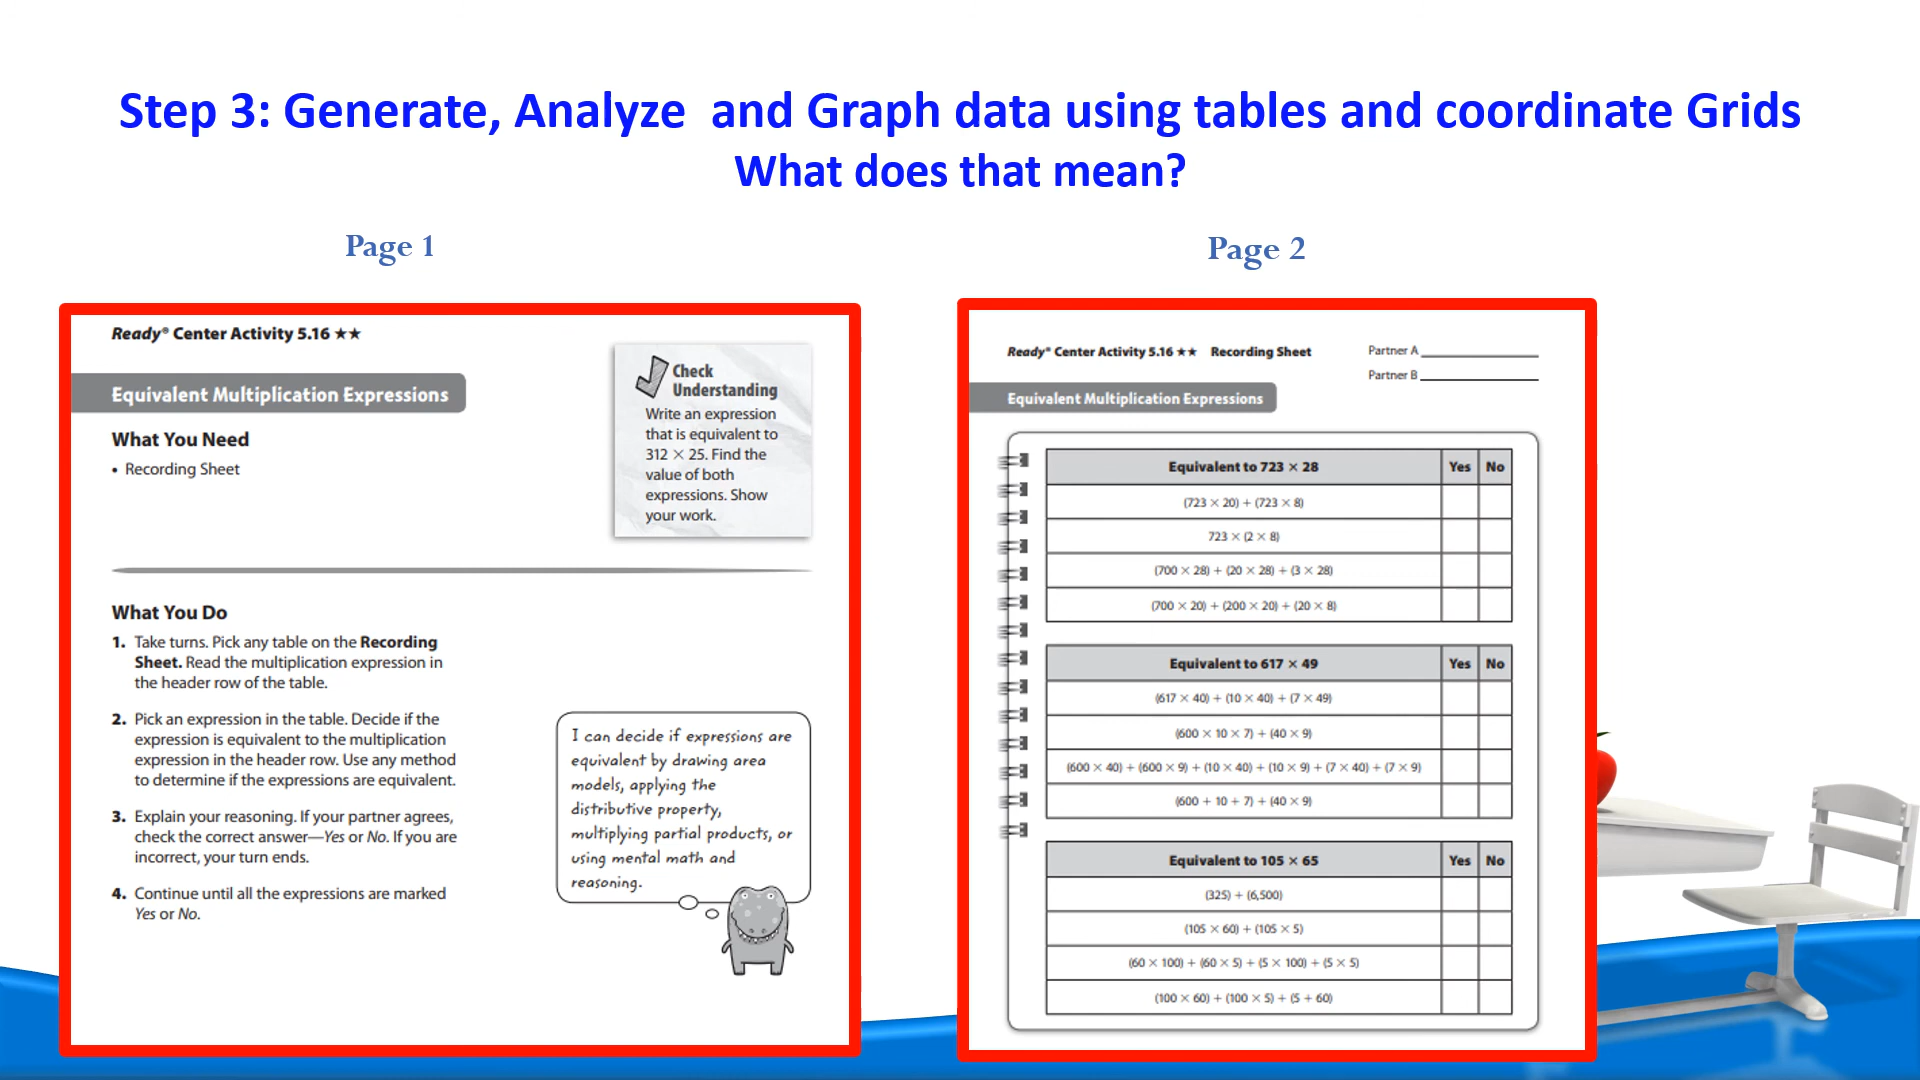 Step 3: Generate, Analyze  and Graph data using tables and coordinate Grids
What does that mean?
Page 1
Ready® Center Activity 5.16 ★★
Equivalent Multiplication Expressions
What You Need
• Recording Sheet
Check
Understanding
Write an expression
that is equivalent to
312 × 25. Find the
value of both
expressions. Show
your work.
What You Do
1. Take turns. Pick any table on the Recording
Sheet. Read the multiplication expression in
the header row of the table.
2. Pick an expression in the table. Decide if the
expression is equivalent to the multiplication
expression in the header row. Use any method
to determine if the expressions are equivalent.
3. Explain your reasoning. If your partner agrees,
check the correct answer—Yes or No. If you are
incorrect, your turn ends.
4. Continue until all the expressions are marked
Yes or No.
I can decide if expressions are
equivalent by drawing area
models, applying the
distributive property,
multiplying partial products, or
using mental math and
reasoning.
Page 2
Ready® Center Activity 5.16 ★★ Recording Sheet
Partner A
Partner B
Equivalent Multiplication Expressions
Equivalent to 723 × 28 Yes No
(723 × 20) + (723 × 8)
723 × (2 × 8)
(700 × 28) + (20 × 28) + (3 × 28)
(700 × 20) + (200 × 20) + (20 × 8)
Equivalent to 617 × 49 Yes No
(617 × 40) + (10 × 40) + (7 × 49)
(600 × 10 × 7) + (40 × 9)
(600 × 40) + (600 × 9) + (10 × 40) + (10 × 9) + (7 × 40) + (7 × 9)
(600 + 10 + 7) + (40 × 9)
Equivalent to 105 × 65 Yes No
(325) + (6,500)
(105 × 60) + (105 × 5)
(60 × 100) + (60 × 5) + (5 × 100) + (5 × 5)
(100 × 60) + (100 × 5) + (5 + 60)